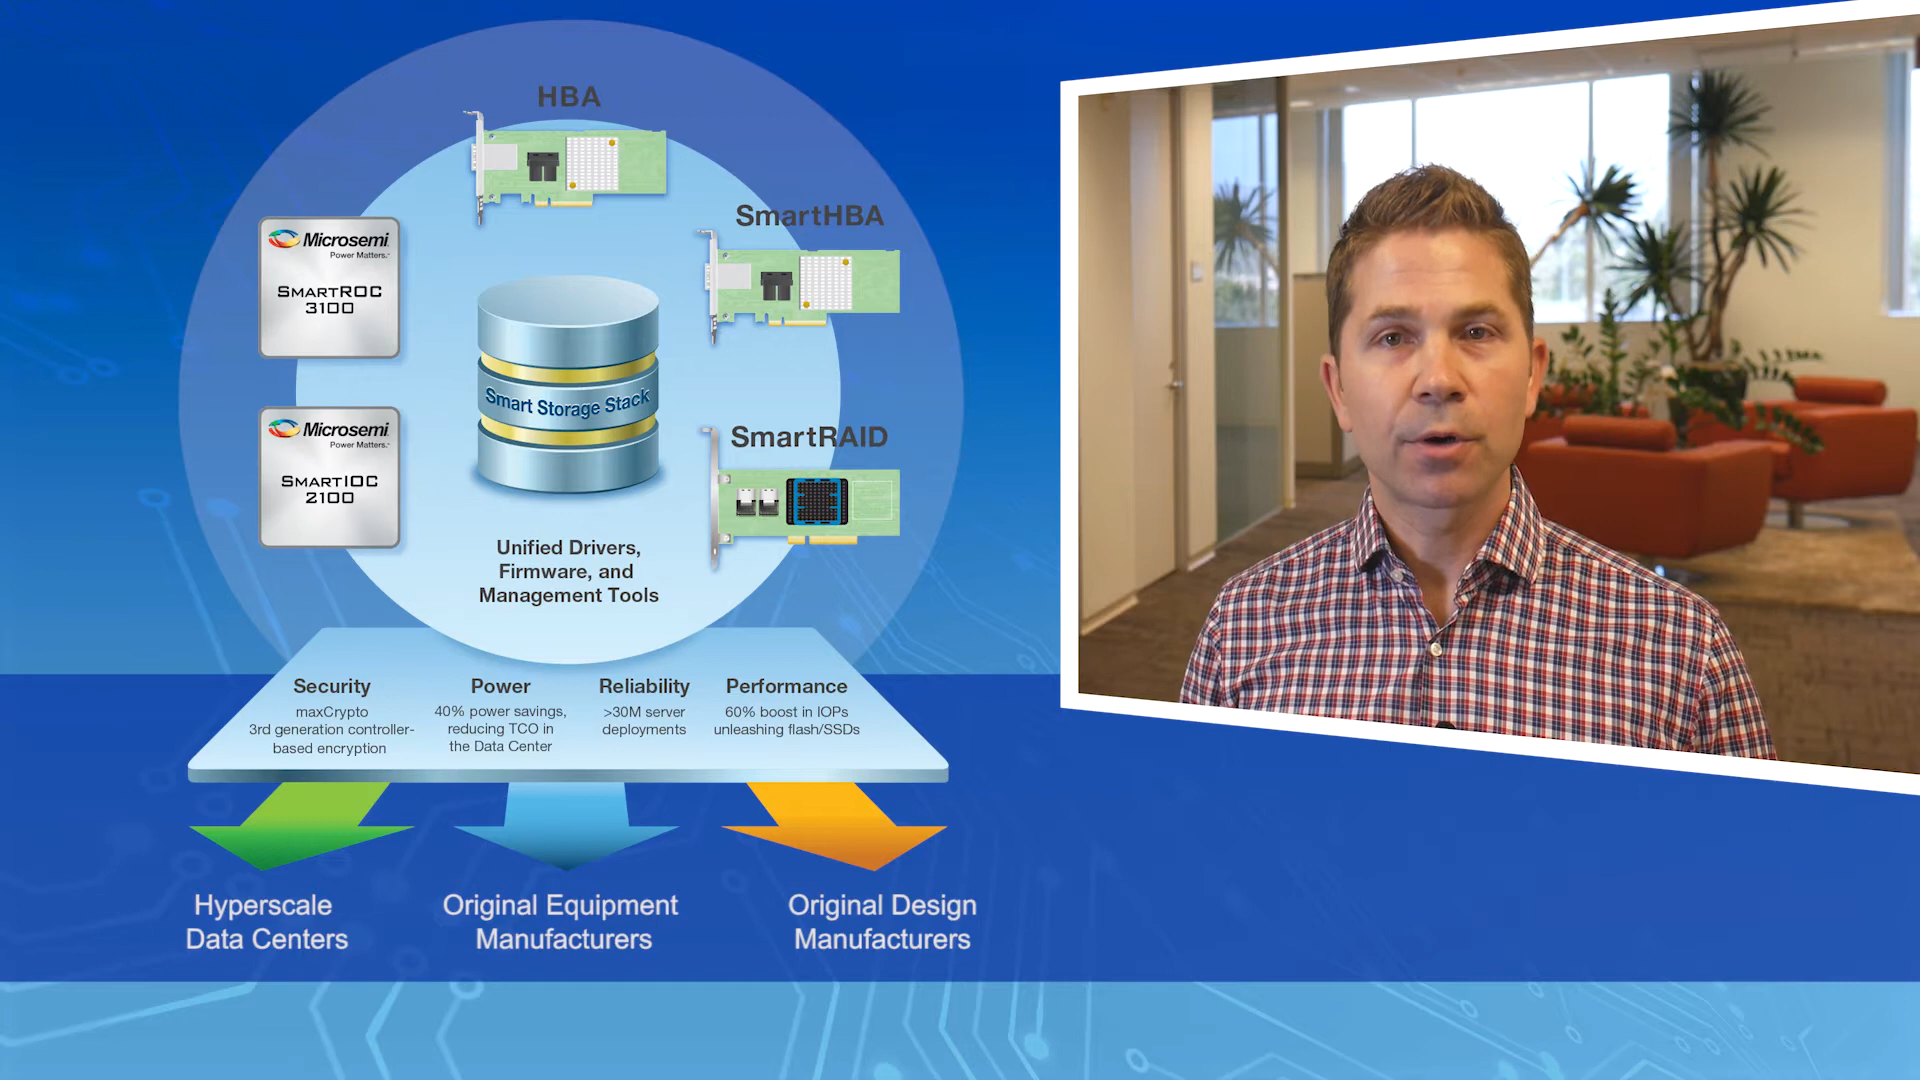 HBA
SmartHBA
Microsemi
Power Matters.™
SMARTROC
3100
Smart Storage Stack
Microsemi
Power Matters.™
SMARTIOC
2100
SmartRAID
Unified Drivers,
Firmware, and
Management Tools
Security
maxCrypto
3rd generation controller-
based encryption
Power
40% power savings,
reducing TCO in
the Data Center
Reliability
>30M server
deployments
Performance
60% boost in IOPs
unleashing flash/SSDs
Hyperscale
Data Centers
Original Equipment
Manufacturers
Original Design
Manufacturers